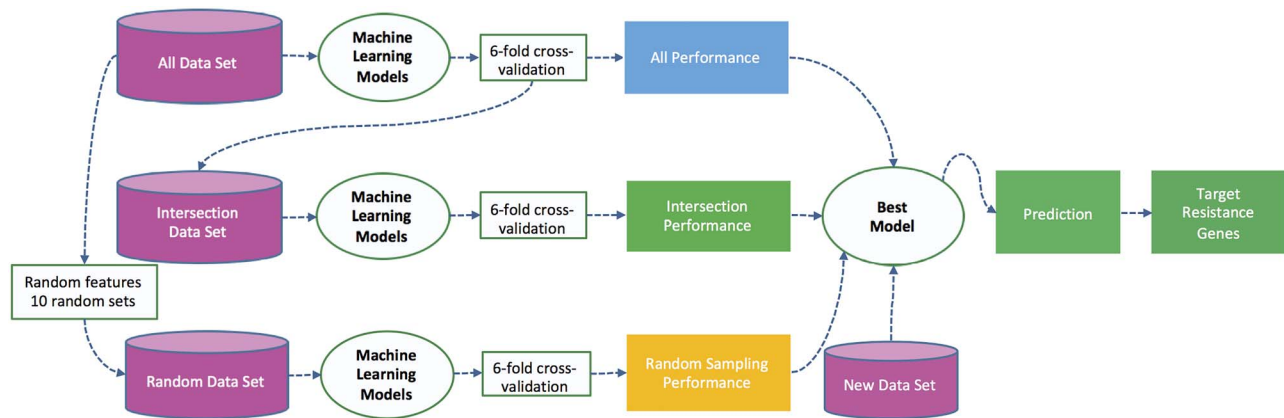 All Data Set
Machine
Learning
Models
6-fold cross-
validation
All Performance
Intersection
Data Set
Machine
Learning
Models
6-fold cross-
validation
Intersection
Performance
Best
Model
Prediction
Target
Resistance
Genes
Random features
10 random sets
Random Data Set
Machine
Learning
Models
6-fold cross-
validation
Random Sampling
Performance
New Data Set